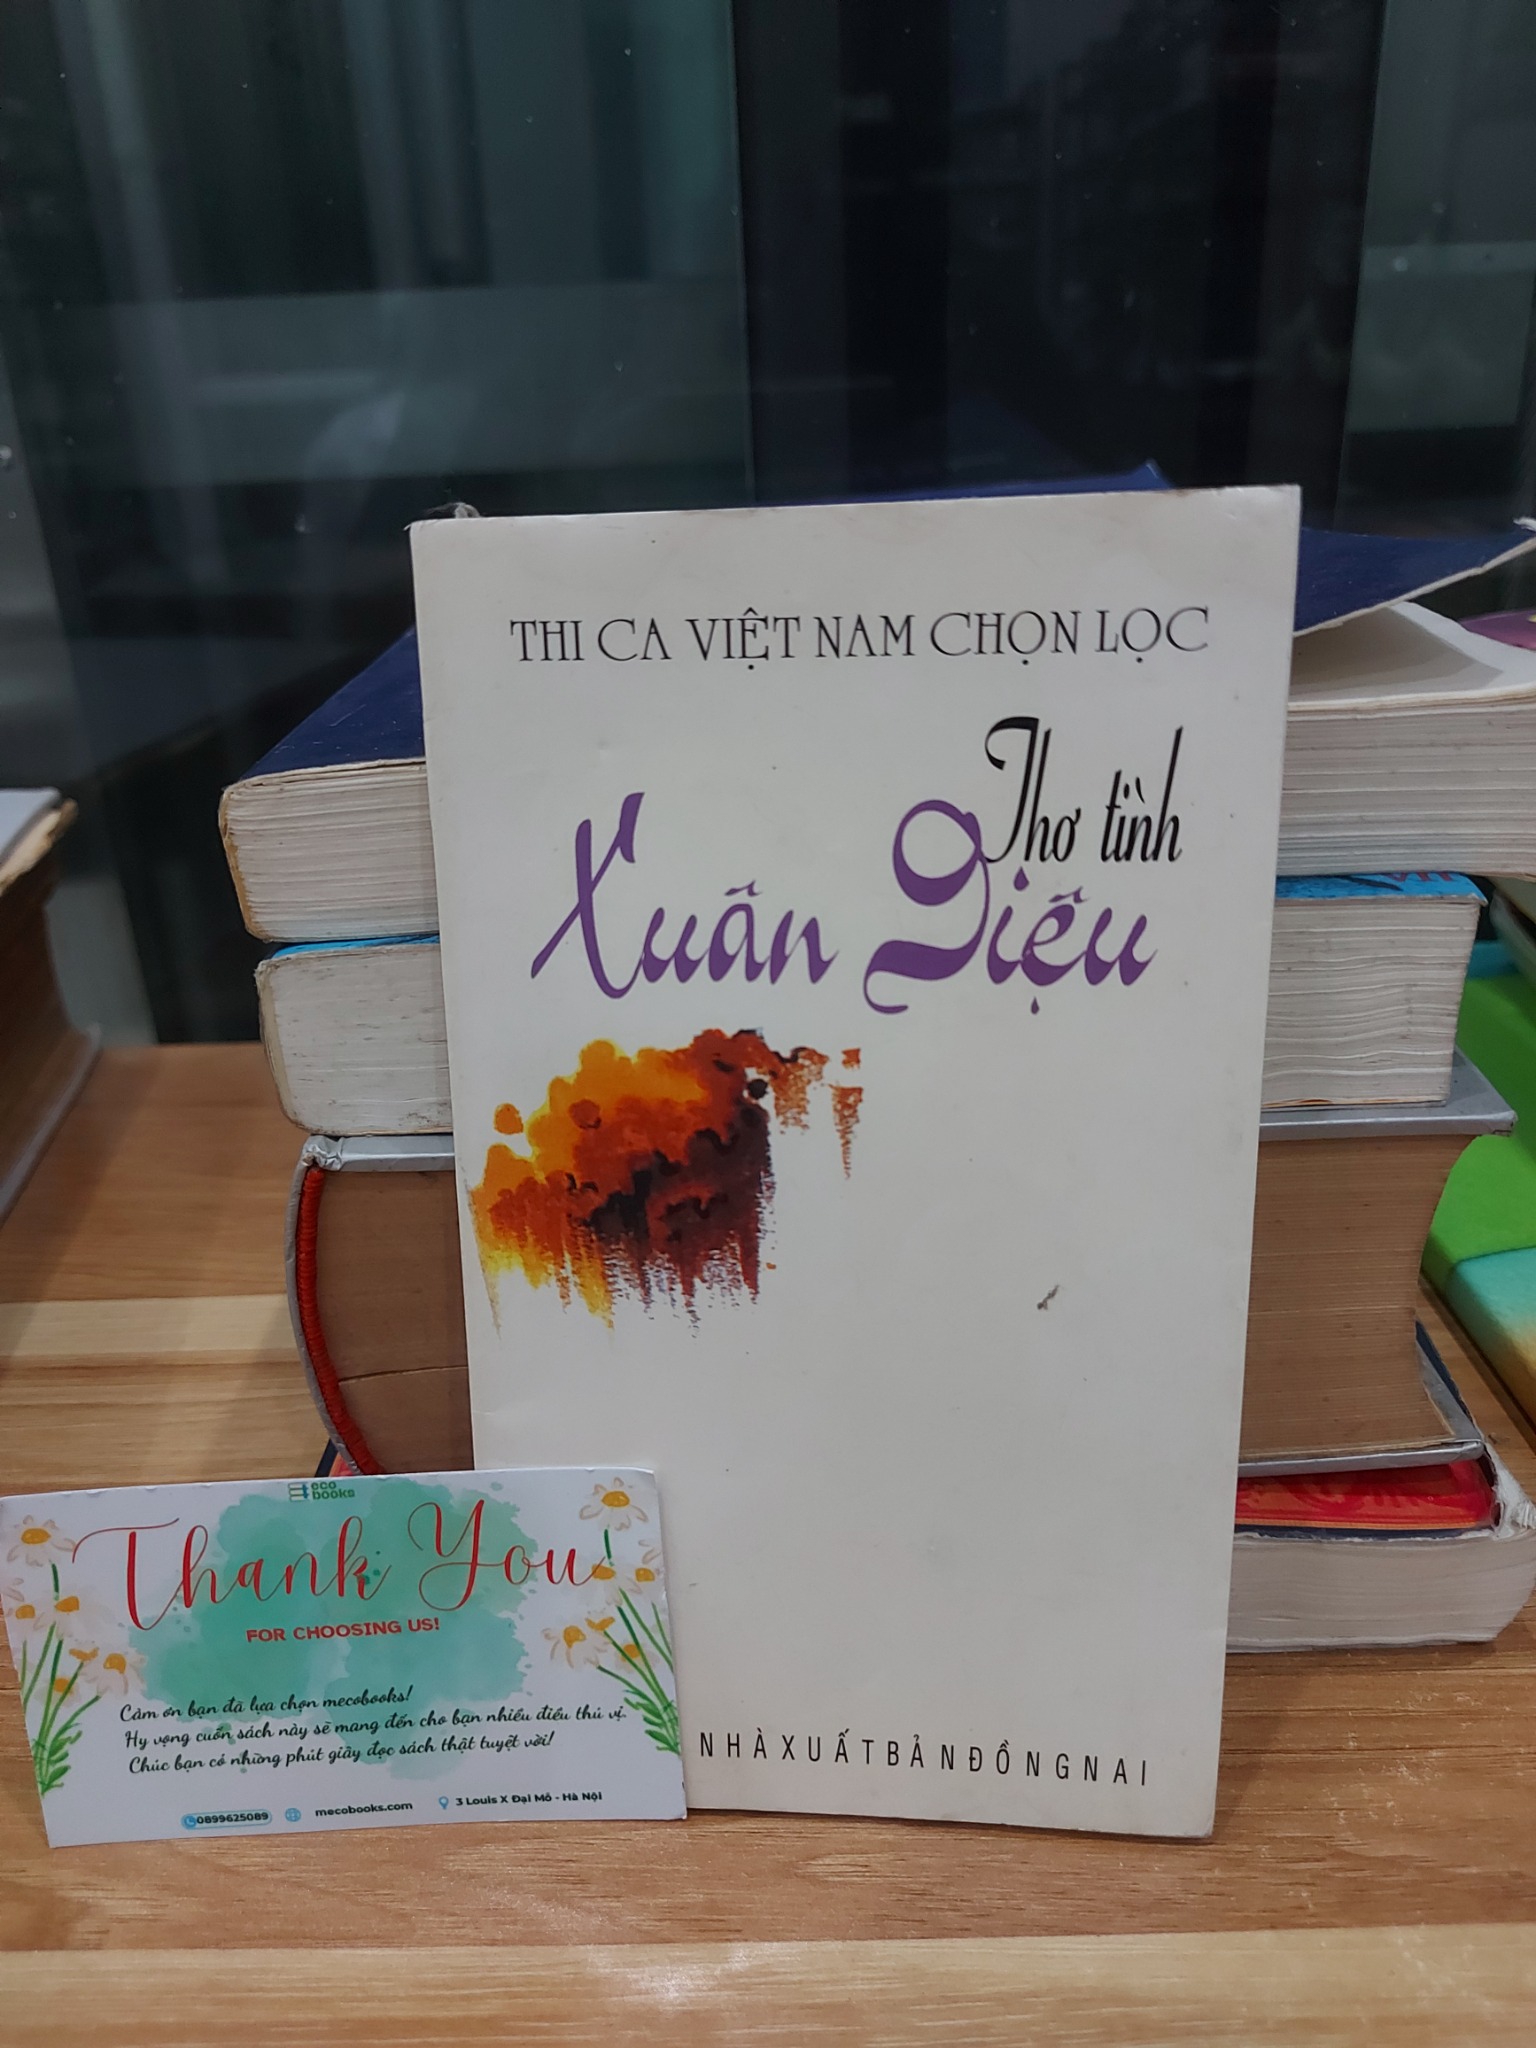 THI CA VIỆT NAM CHỌN LỌC
Thơ tình
Xuân Diệu
NHÀ XUẤT BẢN ĐỒNG NAI
eco
books
Thank You
FOR CHOOSING US!
Cảm ơn bạn đã lựa chọn mecobooks!
Hy vọng cuốn sách này sẽ mang đến cho bạn nhiều điều thú vị.
Chúc bạn có những phút giây đọc sách thật tuyệt vời!
0899625089 mecobooks.com 3 Louis X Đại Mỗ - Hà Nội